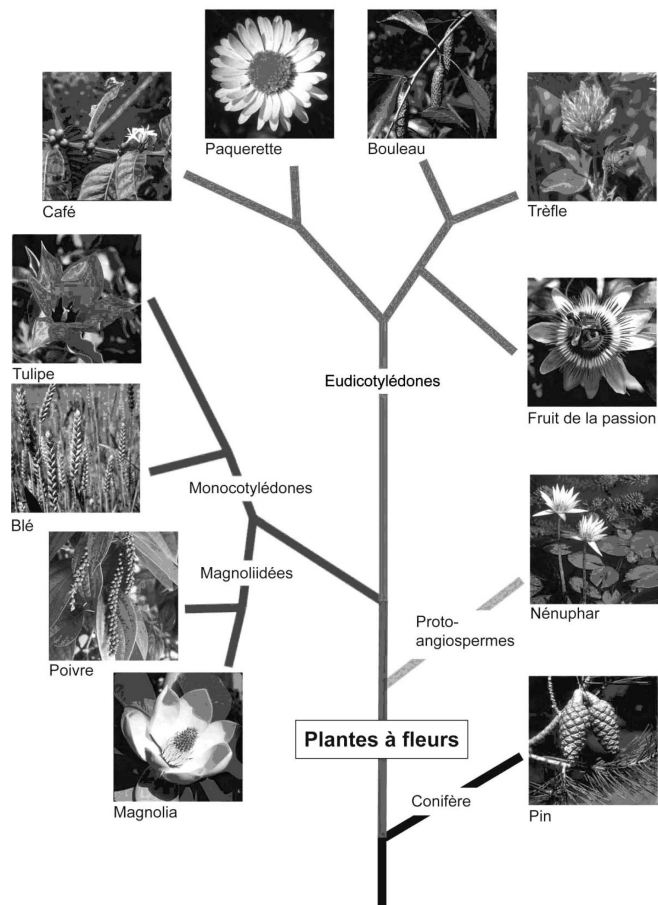 Paquerette
Bouleau
Café
Trèfle
Tulipe
Eudicotylédones
Fruit de la passion
Monocotylédones
Blé
Magnoliidées
Proto-
angiospermes
Nénuphar
Poivre
Plantes à fleurs
Magnolia
Conifère
Pin